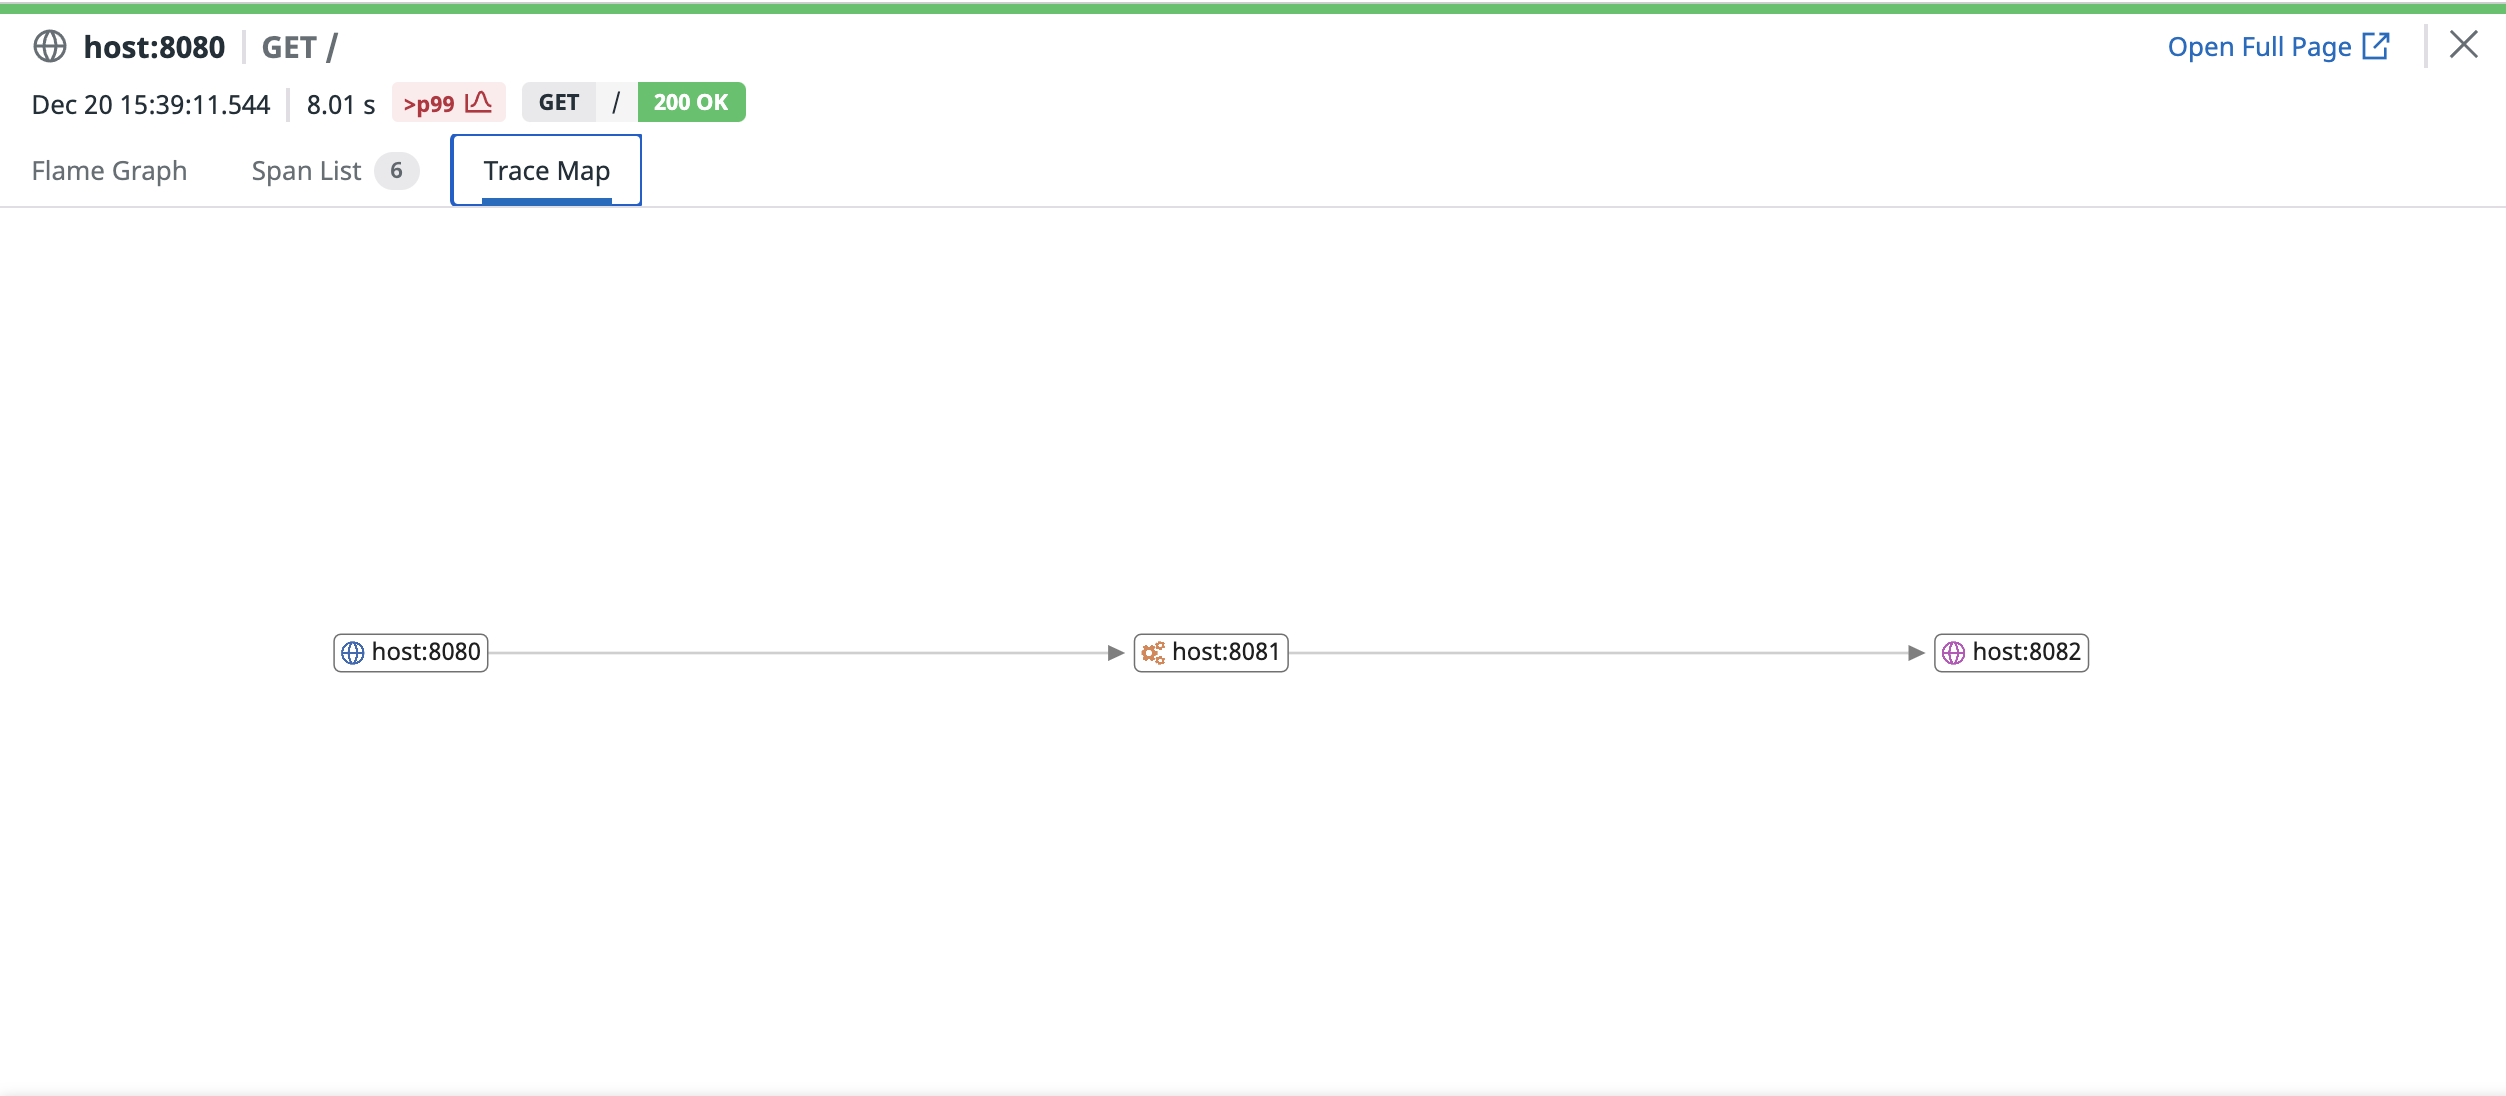 host:8080 | GET /
Open Full Page
Dec 20 15:39:11.544 | 8.01 s >p99 GET / 200 OK
Flame Graph Span List 6 Trace Map
host:8080 host:8081 host:8082